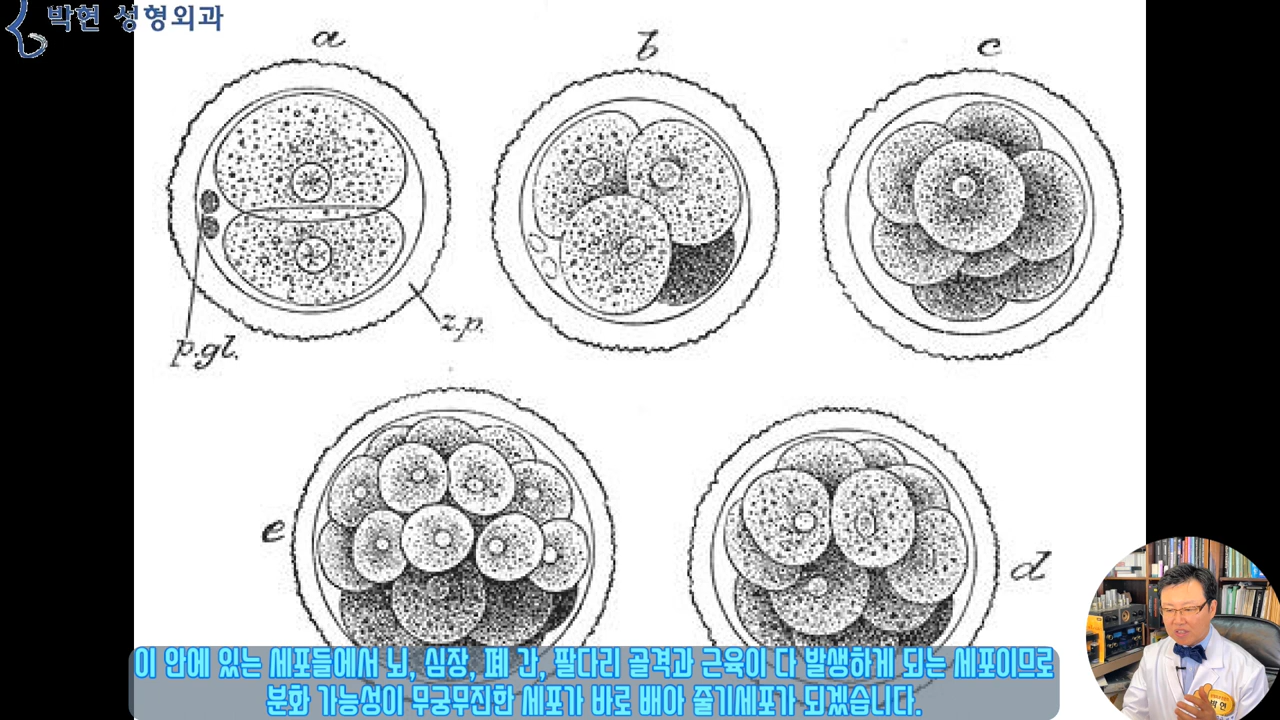 박현 성형외과
a
b
c
z.p.
p.gl.
e
d
이 안에 있는 세포들에서 뇌, 심장, 폐 간, 팔다리 골격과 근육이 다 발생하게 되는 세포이므로
분화 가능성이 무궁무진한 세포가 바로 배아 줄기세포가 되겠습니다.